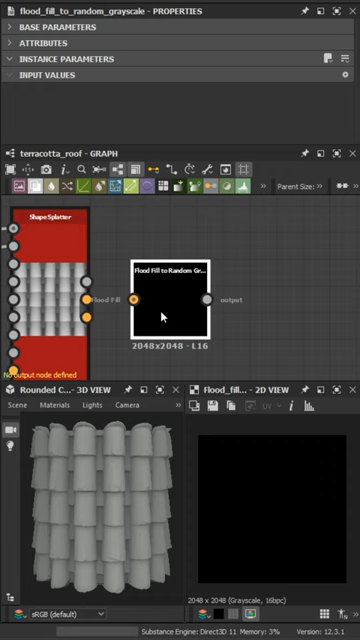 flood_fill_to_random_grayscale - PROPERTIES
BASE PARAMETERS
ATTRIBUTES
INSTANCE PARAMETERS
INPUT VALUES
terracotta_roof - GRAPH
Parent Size:
Shape Splatter
Flood Fill to Random Gr...
Flood Fill
output
2048x2048 - L16
No output node defined
Rounded C... - 3D VIEW
Flood_fill... - 2D VIEW
Scene Materials Lights Camera
UV
2048 x 2048 (Grayscale, 16bpc)
sRGB (default)
Substance Engine: Direct3D 11 Memory: 3% Version: 12.3.1